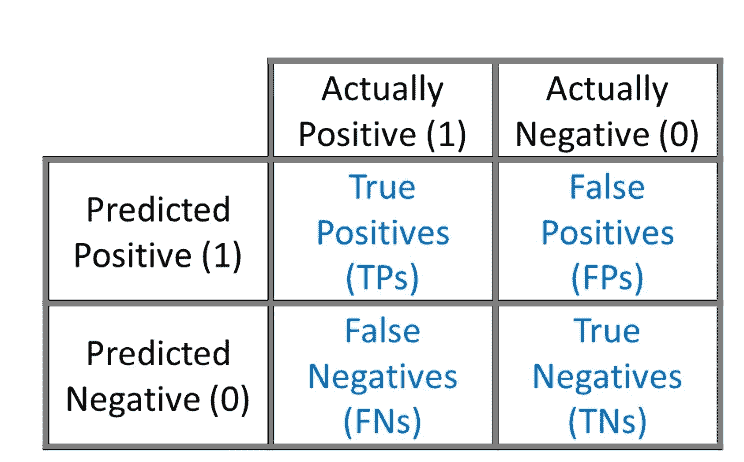 Actually
Positive (1)
Actually
Negative (0)
Predicted
Positive (1)
True
Positives
(TPs)
False
Positives
(FPs)
Predicted
Negative (0)
False
Negatives
(FNs)
True
Negatives
(TNs)